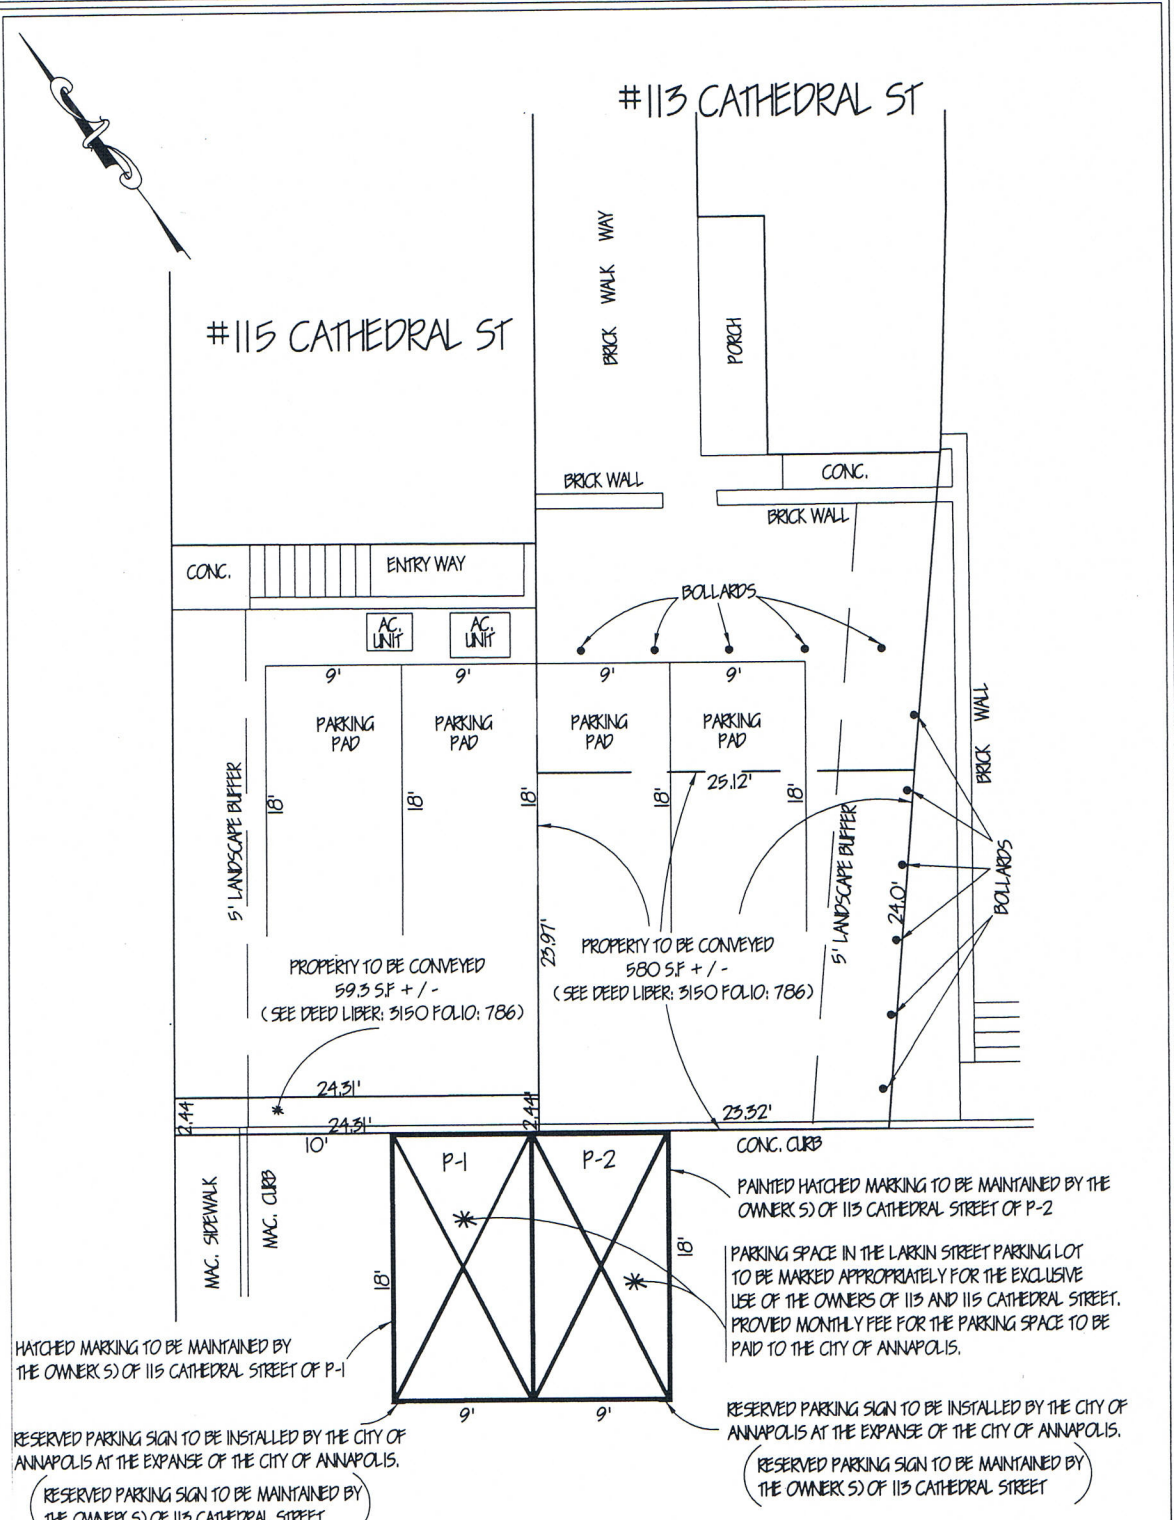 #113 CATHEDRAL ST
BRICK WALK WAY
PORCH
#115 CATHEDRAL ST
BRICK WALL
CONC.
BRICK WALL
CONC.
ENTRY WAY
BOLLARDS
AC.
UNIT
AC.
UNIT
9'
9'
9'
9'
PARKING
PAD
PARKING
PAD
PARKING
PAD
PARKING
PAD
BRICK WALL
25.12'
18'
18'
18'
18'
18'
5' LANDSCAPE BUFFER
5' LANDSCAPE BUFFER
24.0'
BOLLARDS
23.97'
PROPERTY TO BE CONVEYED
59.3 S.F + / -
( SEE DEED LIBER: 3150 FOLIO: 786)
PROPERTY TO BE CONVEYED
580 S.F + / -
( SEE DEED LIBER: 3150 FOLIO: 786)
24.31'
*
2.44
2.44'
24.31'
23.32'
10'
CONC. CURB
MAC. SIDEWALK
MAC. CURB
P-1
P-2
*
*
18'
18'
PAINTED HATCHED MARKING TO BE MAINTAINED BY THE
OWNER( S) OF 113 CATHEDRAL STREET OF P-2
PARKING SPACE IN THE LARKIN STREET PARKING LOT
TO BE MARKED APPROPRIATELY FOR THE EXCLUSIVE
USE OF THE OWNERS OF 113 AND 115 CATHEDRAL STREET.
PROVIED MONTHLY FEE FOR THE PARKING SPACE TO BE
PAID TO THE CITY OF ANNAPOLIS.
HATCHED MARKING TO BE MAINTAINED BY
THE OWNER( S) OF 115 CATHEDRAL STREET OF P-1
9'
9'
RESERVED PARKING SIGN TO BE INSTALLED BY THE CITY OF
ANNAPOLIS AT THE EXPANSE OF THE CITY OF ANNAPOLIS.
( RESERVED PARKING SIGN TO BE MAINTAINED BY
THE OWNER( S) OF 113 CATHEDRAL STREET )
RESERVED PARKING SIGN TO BE INSTALLED BY THE CITY OF
ANNAPOLIS AT THE EXPANSE OF THE CITY OF ANNAPOLIS.
( RESERVED PARKING SIGN TO BE MAINTAINED BY )
THE OWNER( S) OF 113 CATHEDRAL STREET